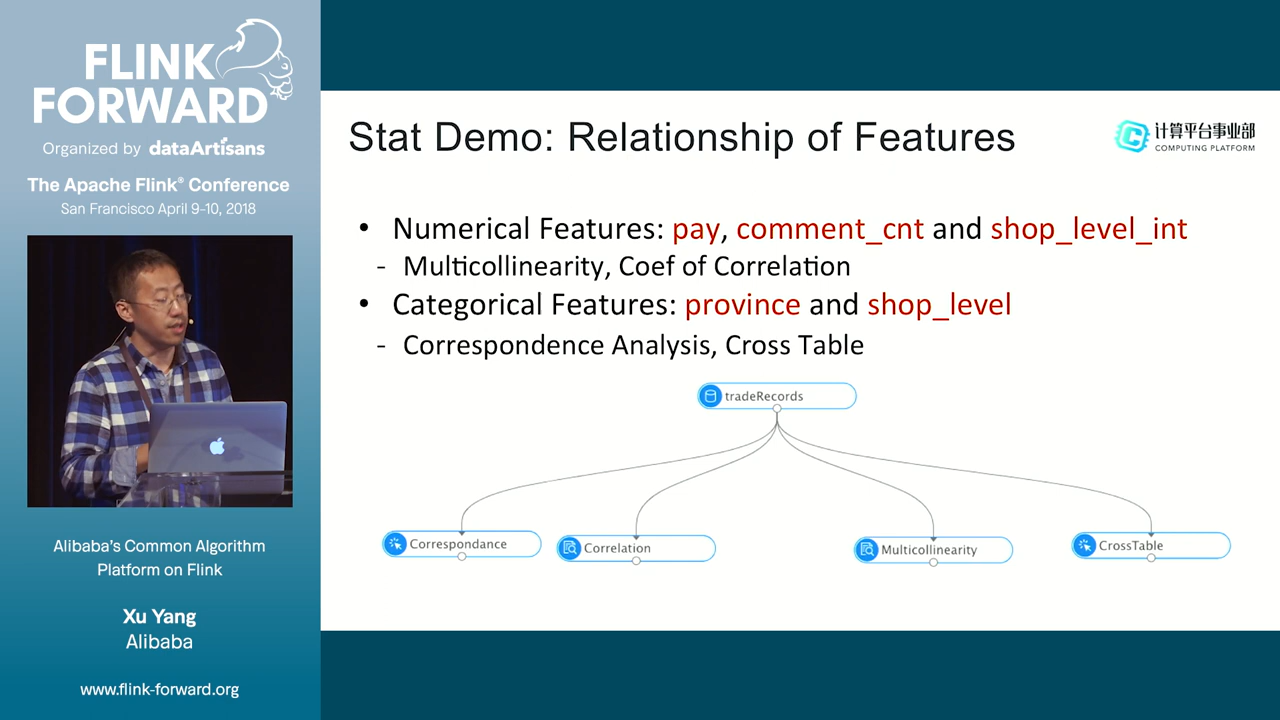 FLINK
FORWARD
Organized by dataArtisans
The Apache Flink® Conference
San Francisco April 9-10, 2018
Alibaba's Common Algorithm
Platform on Flink
Xu Yang
Alibaba
www.flink-forward.org
Stat Demo: Relationship of Features
计算平台事业部
COMPUTING PLATFORM
• Numerical Features: pay, comment_cnt and shop_level_int
- Multicollinearity, Coef of Correlation
• Categorical Features: province and shop_level
- Correspondence Analysis, Cross Table
tradeRecords
Correspondance
Correlation
Multicollinearity
CrossTable